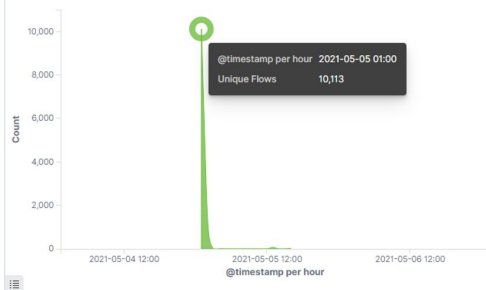 10,000
8,000
6,000
4,000
2,000
0
Count
@timestamp per hour 2021-05-05 01:00
Unique Flows 10,113
2021-05-04 12:00 2021-05-05 12:00 2021-05-06 12:00
@timestamp per hour